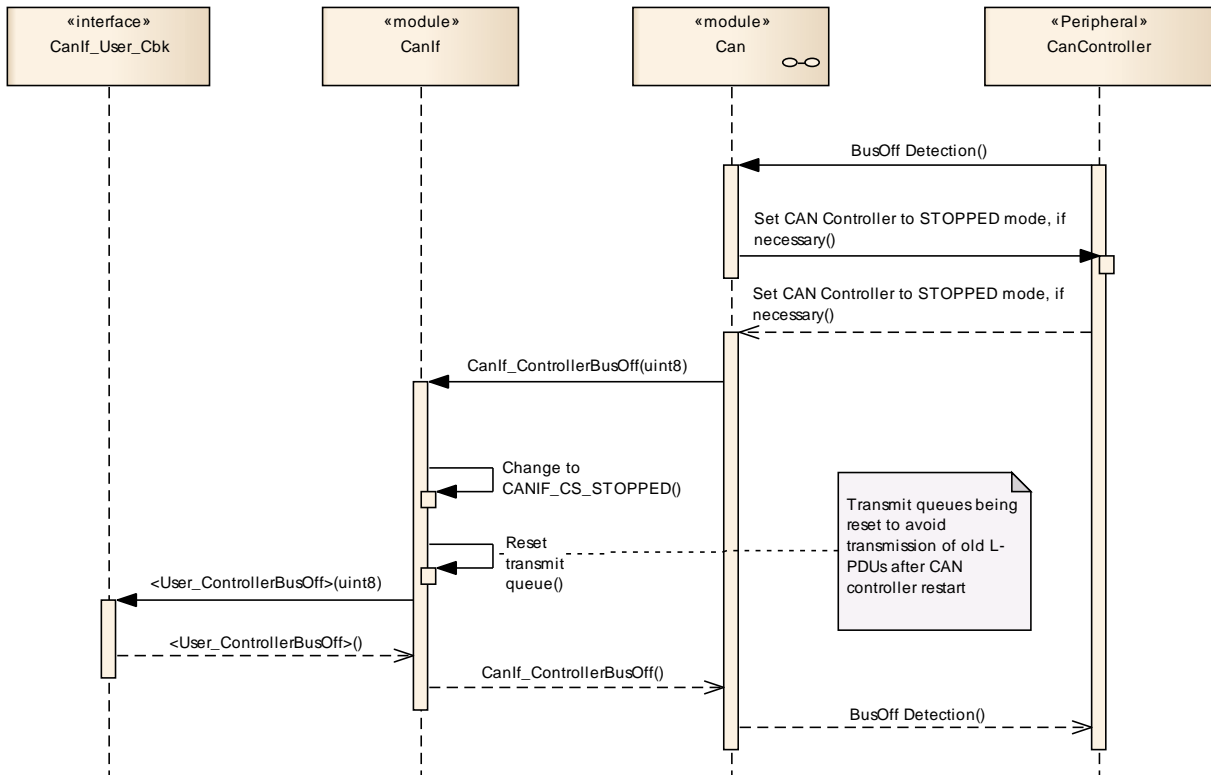 «interface»
CanIf_User_Cbk
«module»
CanIf
«module»
Can
«Peripheral»
CanController
BusOff Detection()
Set CAN Controller to STOPPED mode, if
necessary()
Set CAN Controller to STOPPED mode, if
necessary()
CanIf_ControllerBusOff(uint8)
Change to
CANIF_CS_STOPPED()
Transmit queues being
reset to avoid
transmission of old L-
PDUs after CAN
controller restart
Reset
transmit
queue()
<User_ControllerBusOff>(uint8)
<User_ControllerBusOff>()
CanIf_ControllerBusOff()
BusOff Detection()